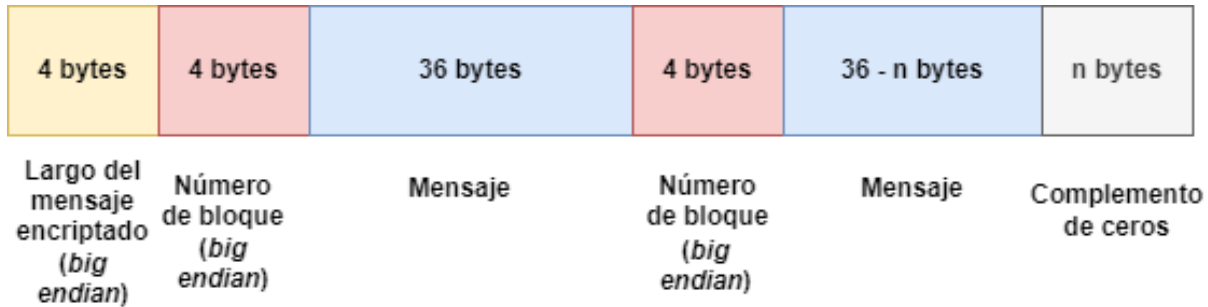 4 bytes
4 bytes
36 bytes
4 bytes
36 - n bytes
n bytes
Largo del
mensaje
encriptado
(big
endian)
Número
de bloque
(big
endian)
Mensaje
Número
de bloque
(big
endian)
Mensaje
Complemento
de ceros